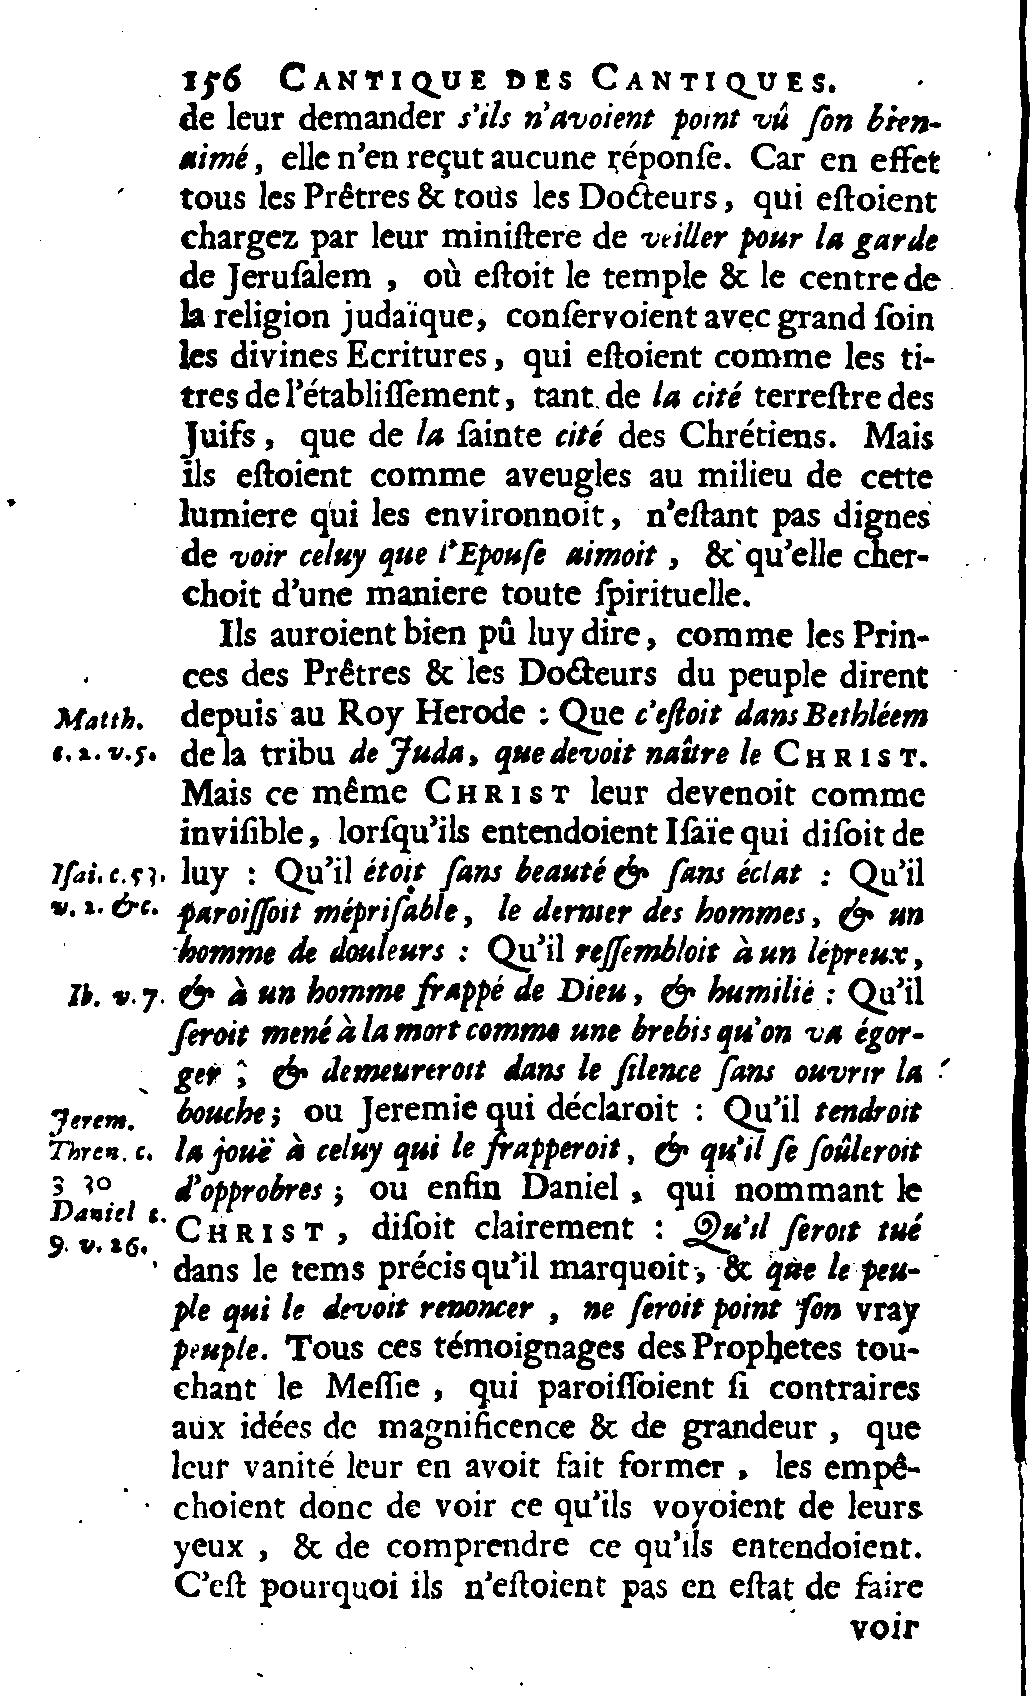 156 CANTIQUE DES CANTIQUES.
de leur demander s'ils n'avoient point vû ſon bien-
aimé, elle n'en reçut aucune réponſe. Car en effet
tous les Prêtres & tous les Docteurs, qui eſtoient
chargez par leur miniſtere de veiller pour la garde
de Jeruſalem, où eſtoit le temple & le centre de
la religion judaïque, conſervoient avec grand ſoin
les divines Ecritures, qui eſtoient comme les ti-
tres de l'établiſſement, tant de la cité terreſtre des
Juifs, que de la ſainte cité des Chrétiens. Mais
ils eſtoient comme aveugles au milieu de cette
lumiere qui les environnoit, n'eſtant pas dignes
de voir celuy que l'Epouſe aimoit, & qu'elle cher-
choit d'une maniere toute ſpirituelle.
Ils auroient bien pû luy dire, comme les Prin-
ces des Prêtres & les Docteurs du peuple dirent
Matth. depuis au Roy Herode : Que c'eſtoit dans Bethléem
c. 2. v. 5. de la tribu de Juda, que devoit naître le CHRIST.
Mais ce même CHRIST leur devenoit comme
inviſible, lorſqu'ils entendoient Iſaïe qui diſoit de
Iſai. c. 53. luy : Qu'il étoit ſans beauté & ſans éclat : Qu'il
v. 2. &c. paroiſſoit mépriſable, le dernier des hommes, & un
homme de douleurs : Qu'il reſſembloit à un lépreux,
Ib. v. 7. & à un homme frappé de Dieu, & humilié : Qu'il
ſeroit mené à la mort comme une brebis qu'on va égor-
ger ; & demeureroit dans le ſilence ſans ouvrir la
Jerem. bouche ; ou Jeremie qui déclaroit : Qu'il tendroit
Thren. c. la jouë à celuy qui le frapperoit, & qu'il ſe ſoûleroit
3 30 d'opprobres ; ou enfin Daniel, qui nommant le
Daniel c. CHRIST, diſoit clairement : Qu'il ſeroit tué
9. v. 26. dans le tems précis qu'il marquoit, & que le peu-
ple qui le devoit renoncer, ne ſeroit point ſon vray
peuple. Tous ces témoignages des Prophetes tou-
chant le Meſſie, qui paroiſſoient ſi contraires
aux idées de magnificence & de grandeur, que
leur vanité leur en avoit fait former, les empê-
choient donc de voir ce qu'ils voyoient de leurs
yeux, & de comprendre ce qu'ils entendoient.
C'eſt pourquoi ils n'eſtoient pas en eſtat de faire
voir